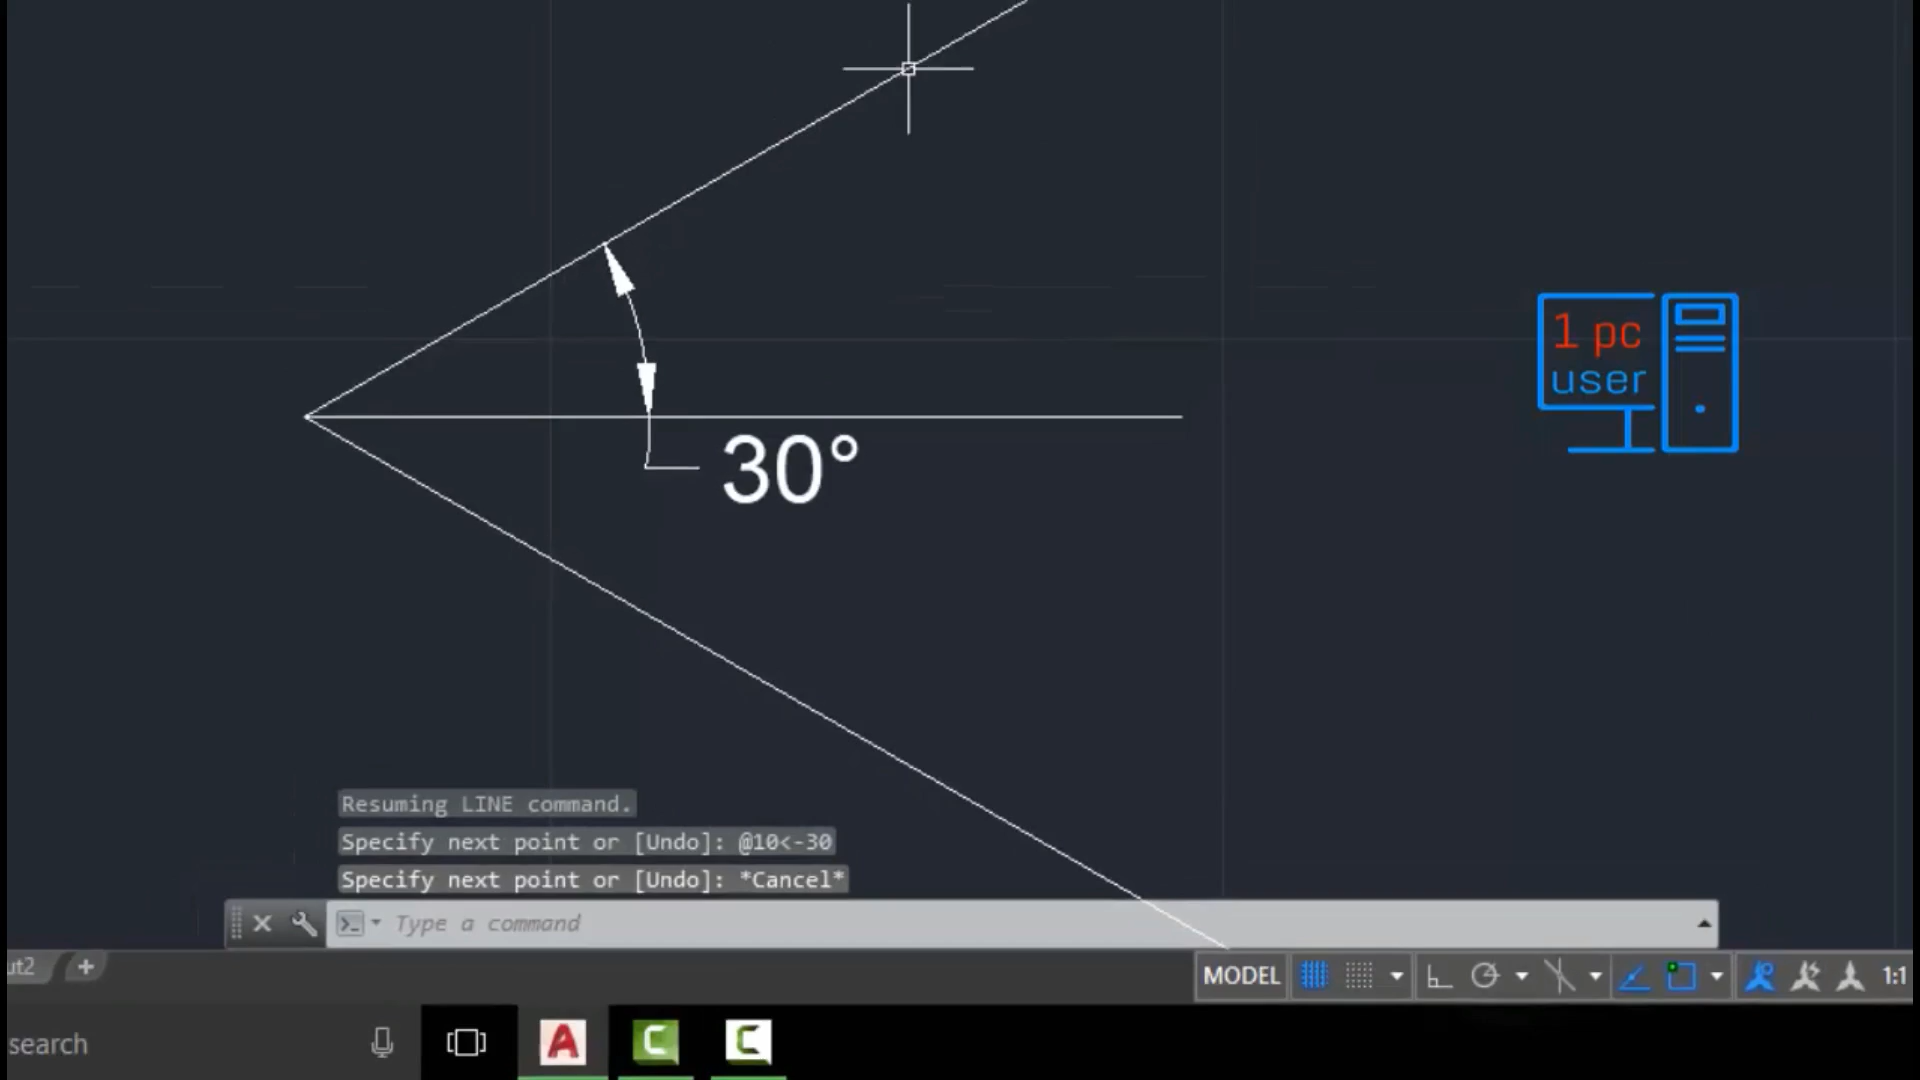 1 pc
user
30°
Resuming LINE command.
Specify next point or [Undo]: @10<-30
Specify next point or [Undo]: *Cancel*
Type a command
ut2
MODEL
1:1
search